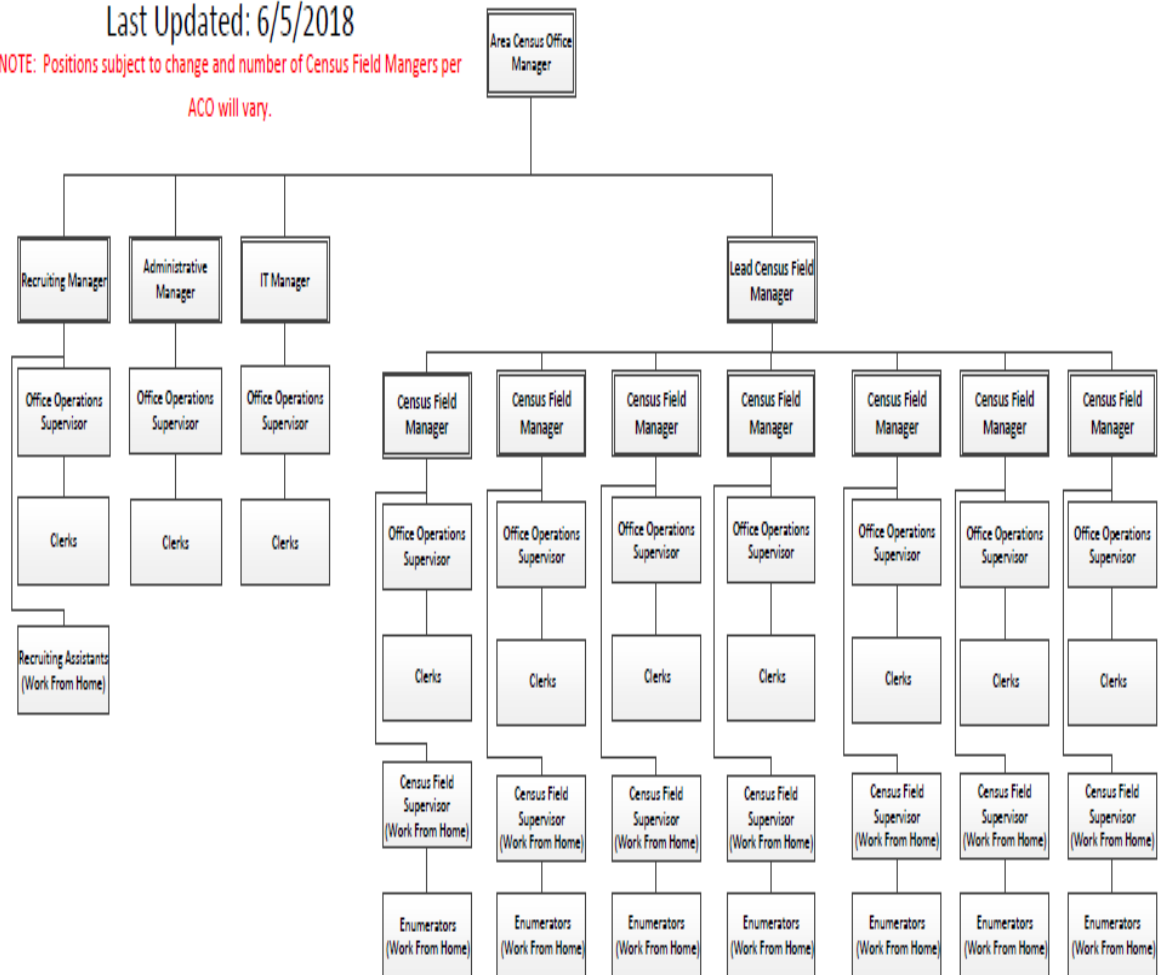 Last Updated: 6/5/2018
NOTE: Positions subject to change and number of Census Field Mangers per
ACO will vary.
Area Census Office
Manager
Recruiting Manager
Administrative
Manager
IT Manager
Lead Census Field
Manager
Office Operations
Supervisor
Office Operations
Supervisor
Office Operations
Supervisor
Census Field
Manager
Census Field
Manager
Census Field
Manager
Census Field
Manager
Census Field
Manager
Census Field
Manager
Census Field
Manager
Clerks
Clerks
Clerks
Office Operations
Supervisor
Office Operations
Supervisor
Office Operations
Supervisor
Office Operations
Supervisor
Office Operations
Supervisor
Office Operations
Supervisor
Office Operations
Supervisor
Recruiting Assistants
(Work From Home)
Clerks
Clerks
Clerks
Clerks
Clerks
Clerks
Clerks
Census Field
Supervisor
(Work From Home)
Census Field
Supervisor
(Work From Home)
Census Field
Supervisor
(Work From Home)
Census Field
Supervisor
(Work From Home)
Census Field
Supervisor
(Work From Home)
Census Field
Supervisor
(Work From Home)
Census Field
Supervisor
(Work From Home)
Enumerators
(Work From Home)
Enumerators
(Work From Home)
Enumerators
(Work From Home)
Enumerators
(Work From Home)
Enumerators
(Work From Home)
Enumerators
(Work From Home)
Enumerators
(Work From Home)